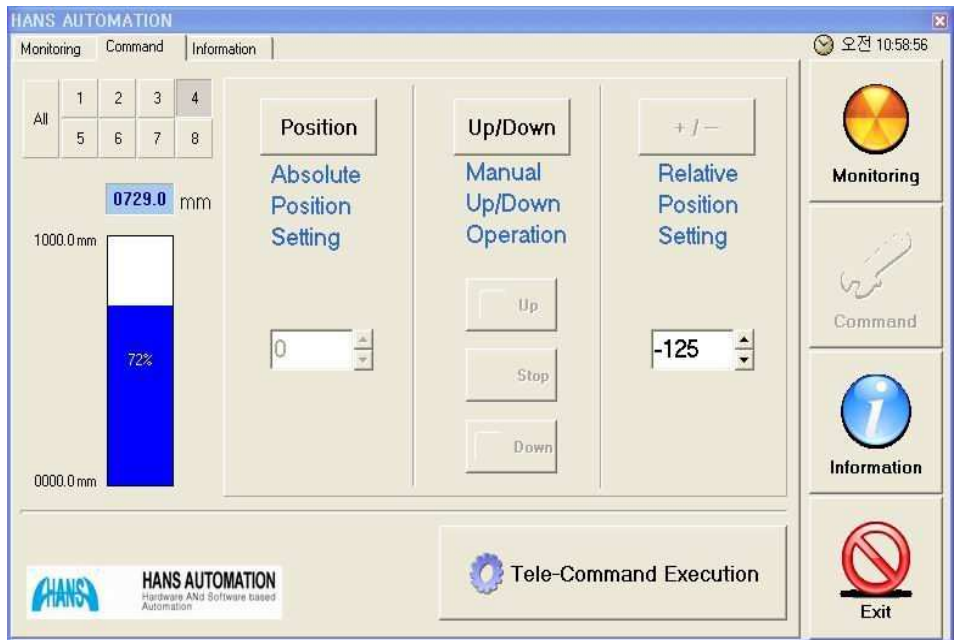 HANS AUTOMATION
Monitoring Command Information
오전 10:58:56
All 1 2 3 4
5 6 7 8
0729.0 mm
1000.0 mm
72%
0000.0 mm
Position
Absolute
Position
Setting
0
Up/Down
Manual
Up/Down
Operation
Up
Stop
Down
+ / −
Relative
Position
Setting
-125
Monitoring
Command
Information
Exit
HANS
HANS AUTOMATION
Hardware ANd Software based
Automation
Tele-Command Execution